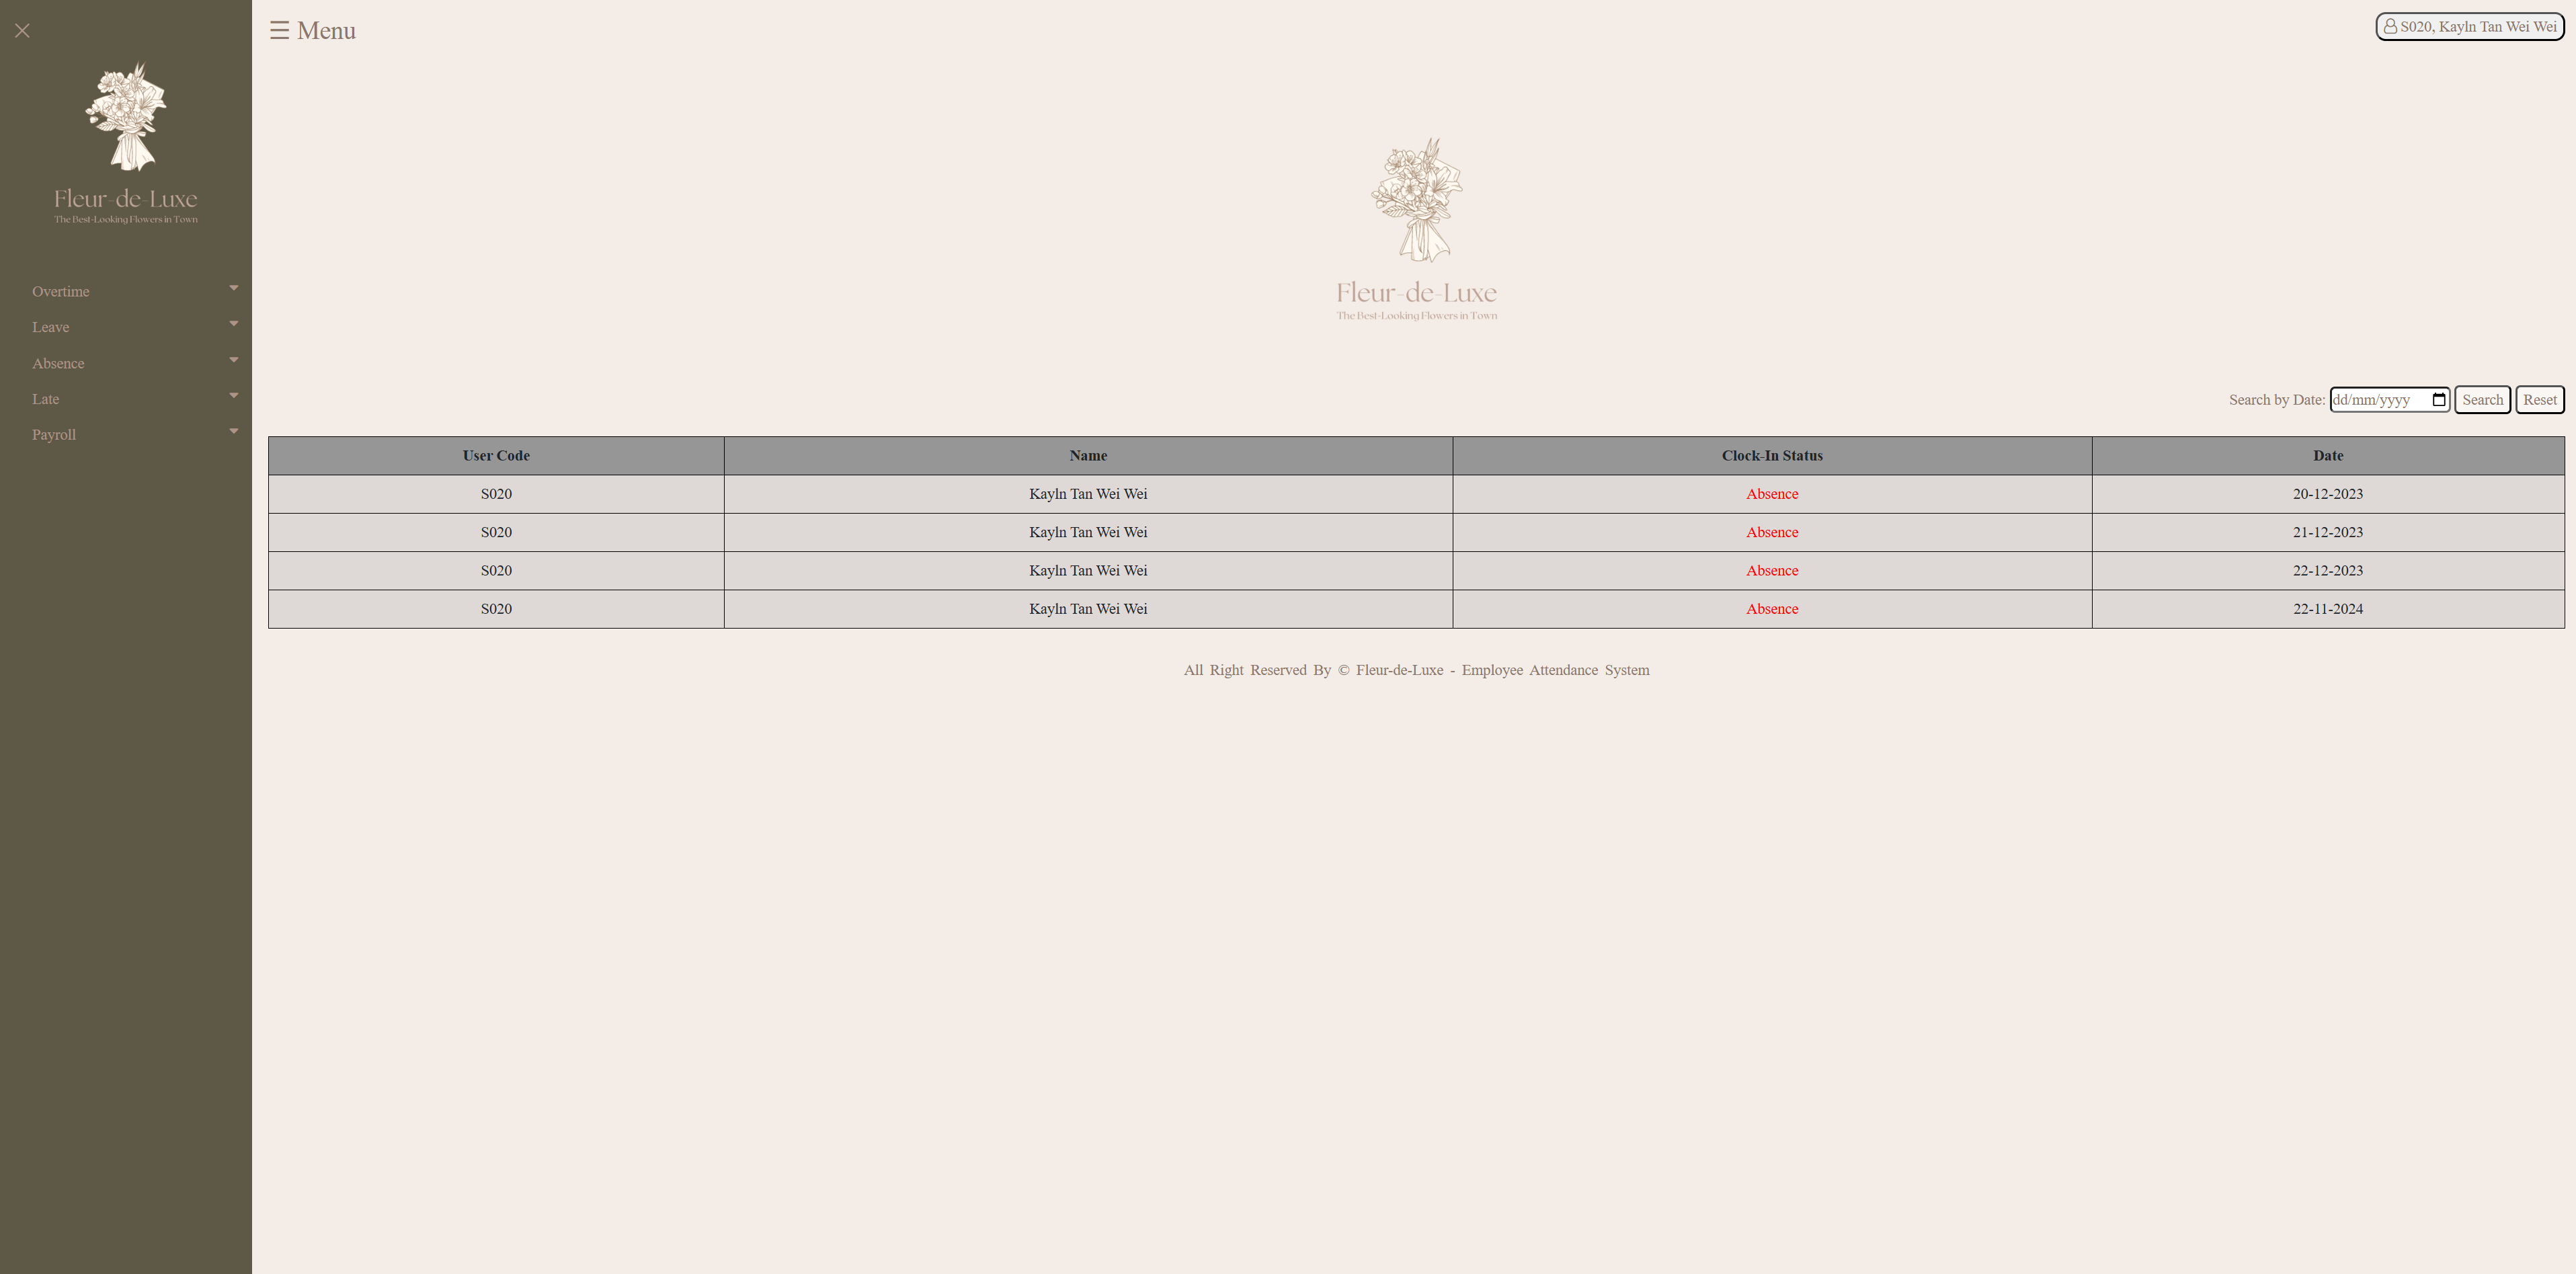 Fleur-de-Luxe
The Best-Looking Flowers in Town
Overtime
Leave
Absence
Late
Payroll
☰ Menu
S020, Kayln Tan Wei Wei
Fleur-de-Luxe
The Best-Looking Flowers in Town
Search by Date: dd/mm/yyyy Search Reset
User Code Name Clock-In Status Date
S020 Kayln Tan Wei Wei Absence 20-12-2023
S020 Kayln Tan Wei Wei Absence 21-12-2023
S020 Kayln Tan Wei Wei Absence 22-12-2023
S020 Kayln Tan Wei Wei Absence 22-11-2024
All Right Reserved By © Fleur-de-Luxe - Employee Attendance System